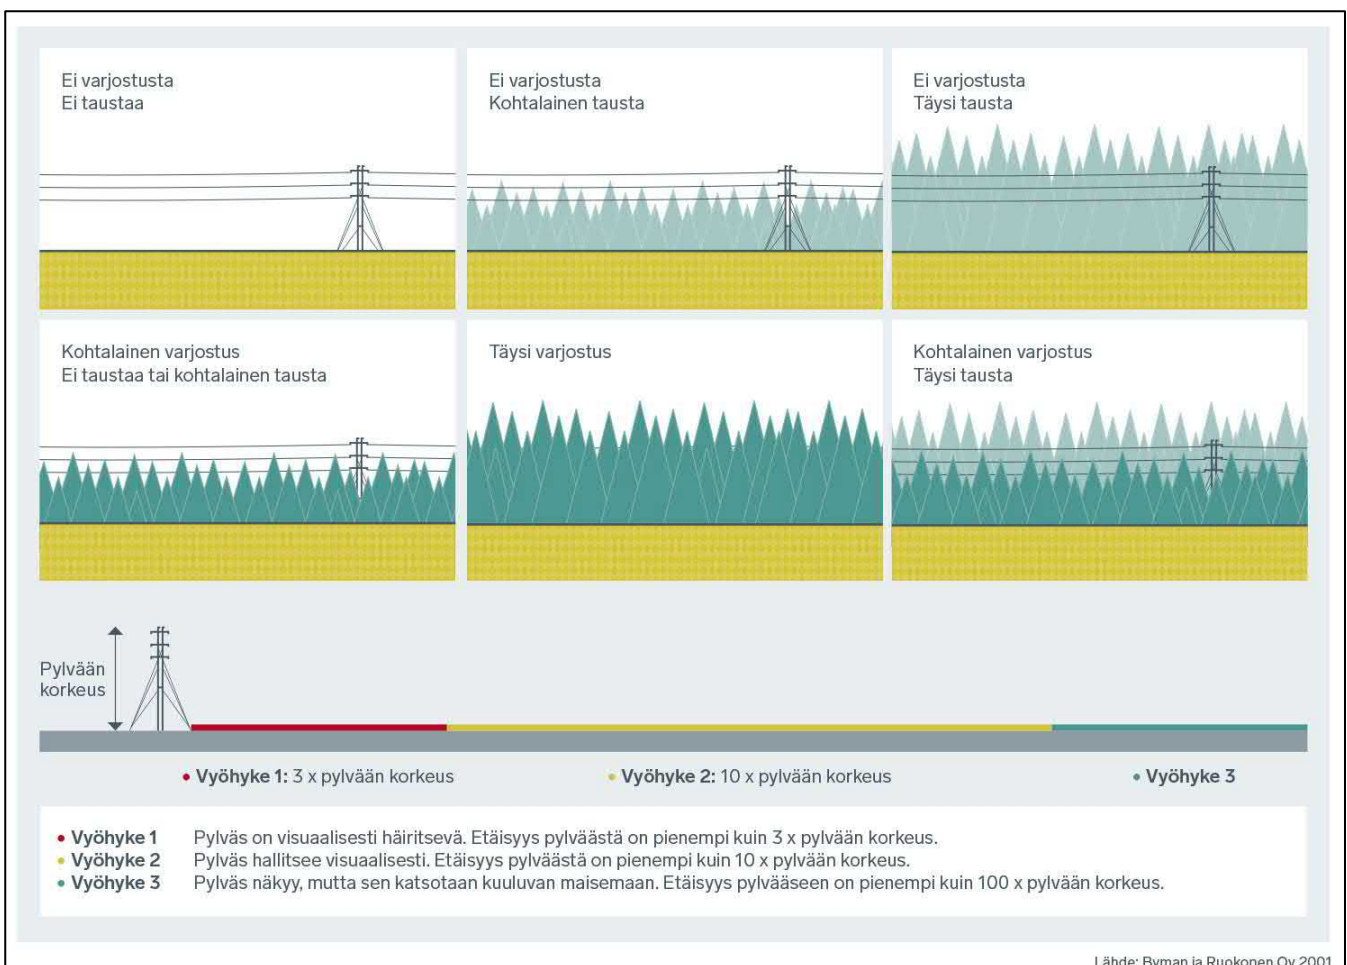 Ei varjostusta
Ei taustaa
Ei varjostusta
Kohtalainen tausta
Ei varjostusta
Täysi tausta
Kohtalainen varjostus
Ei taustaa tai kohtalainen tausta
Täysi varjostus
Kohtalainen varjostus
Täysi tausta
Pylvään
korkeus
• Vyöhyke 1: 3 x pylvään korkeus
• Vyöhyke 2: 10 x pylvään korkeus
• Vyöhyke 3
• Vyöhyke 1 Pylväs on visuaalisesti häiritsevä. Etäisyys pylväästä on pienempi kuin 3 x pylvään korkeus.
• Vyöhyke 2 Pylväs hallitsee visuaalisesti. Etäisyys pylväästä on pienempi kuin 10 x pylvään korkeus.
• Vyöhyke 3 Pylväs näkyy, mutta sen katsotaan kuuluvan maisemaan. Etäisyys pylvääseen on pienempi kuin 100 x pylvään korkeus.
Lähde: Byman ja Ruokonen Oy 2001